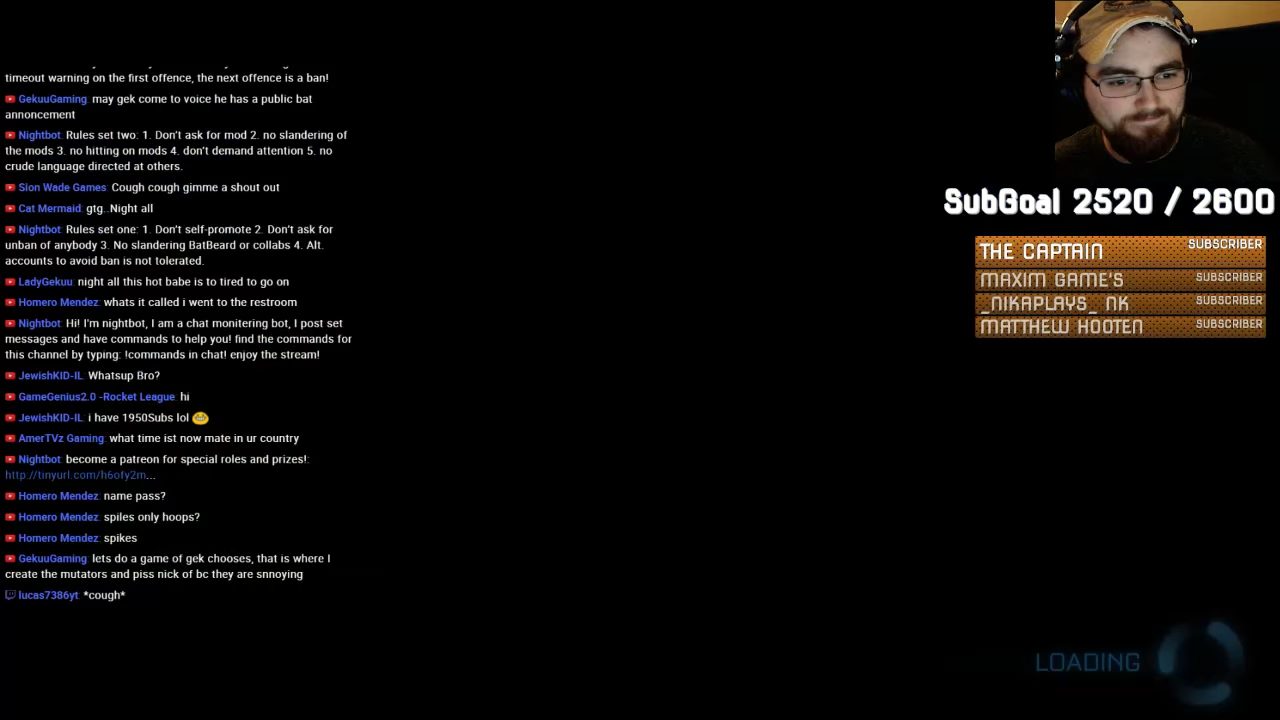 timeout warning on the first offence, the next offence is a ban!
GekuuGaming: may gek come to voice he has a public bat
annoncement
Nightbot: Rules set two: 1. Don't ask for mod 2. no slandering of
the mods 3. no hitting on mods 4. don't demand attention 5. no
crude language directed at others.
Sion Wade Games: Cough cough gimme a shout out
Cat Mermaid: gtg..Night all
Nightbot: Rules set one: 1. Don't self-promote 2. Don't ask for
unban of anybody 3. No slandering BatBeard or collabs 4. Alt.
accounts to avoid ban is not tolerated.
LadyGekuu: night all this hot babe is to tired to go on
Homero Mendez: whats it called i went to the restroom
Nightbot: Hi! I'm nightbot, I am a chat monitering bot, I post set
messages and have commands to help you! find the commands for
this channel by typing: !commands in chat! enjoy the stream!
JewishKID-IL: Whatsup Bro?
GameGenius2.0 -Rocket League: hi
JewishKID-IL: i have 1950Subs lol
AmerTVz Gaming: what time ist now mate in ur country
Nightbot: become a patreon for special roles and prizes!:
http://tinyurl.com/h6ofy2m...
Homero Mendez: name pass?
Homero Mendez: spiles only hoops?
Homero Mendez: spikes
GekuuGaming: lets do a game of gek chooses, that is where I
create the mutators and piss nick of bc they are snnoying
lucas7386yt: *cough*
SubGoal 2520 / 2600
THE CAPTAIN SUBSCRIBER
MAXIM GAME'S SUBSCRIBER
_NIKAPLAYS_ NK SUBSCRIBER
MATTHEW HOOTEN SUBSCRIBER
LOADING